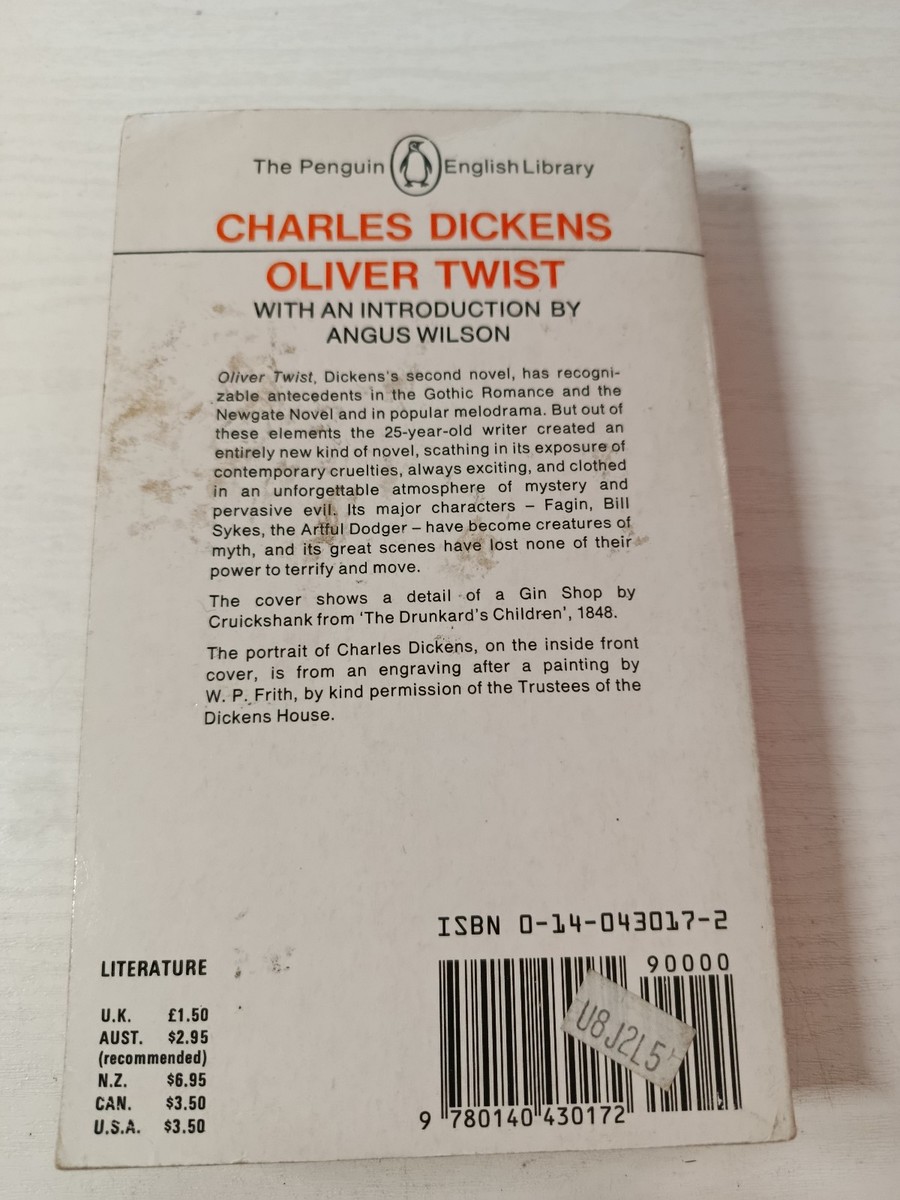 The Penguin English Library
CHARLES DICKENS
OLIVER TWIST
WITH AN INTRODUCTION BY
ANGUS WILSON
Oliver Twist, Dickens's second novel, has recogni-
zable antecedents in the Gothic Romance and the
Newgate Novel and in popular melodrama. But out of
these elements the 25-year-old writer created an
entirely new kind of novel, scathing in its exposure of
contemporary cruelties, always exciting, and clothed
in an unforgettable atmosphere of mystery and
pervasive evil. Its major characters – Fagin, Bill
Sykes, the Artful Dodger – have become creatures of
myth, and its great scenes have lost none of their
power to terrify and move.
The cover shows a detail of a Gin Shop by
Cruickshank from 'The Drunkard's Children', 1848.
The portrait of Charles Dickens, on the inside front
cover, is from an engraving after a painting by
W. P. Frith, by kind permission of the Trustees of the
Dickens House.
ISBN 0-14-043017-2
90000
U8J2L5
9 780140 430172
LITERATURE
U.K. £1.50
AUST. $2.95
(recommended)
N.Z. $6.95
CAN. $3.50
U.S.A. $3.50